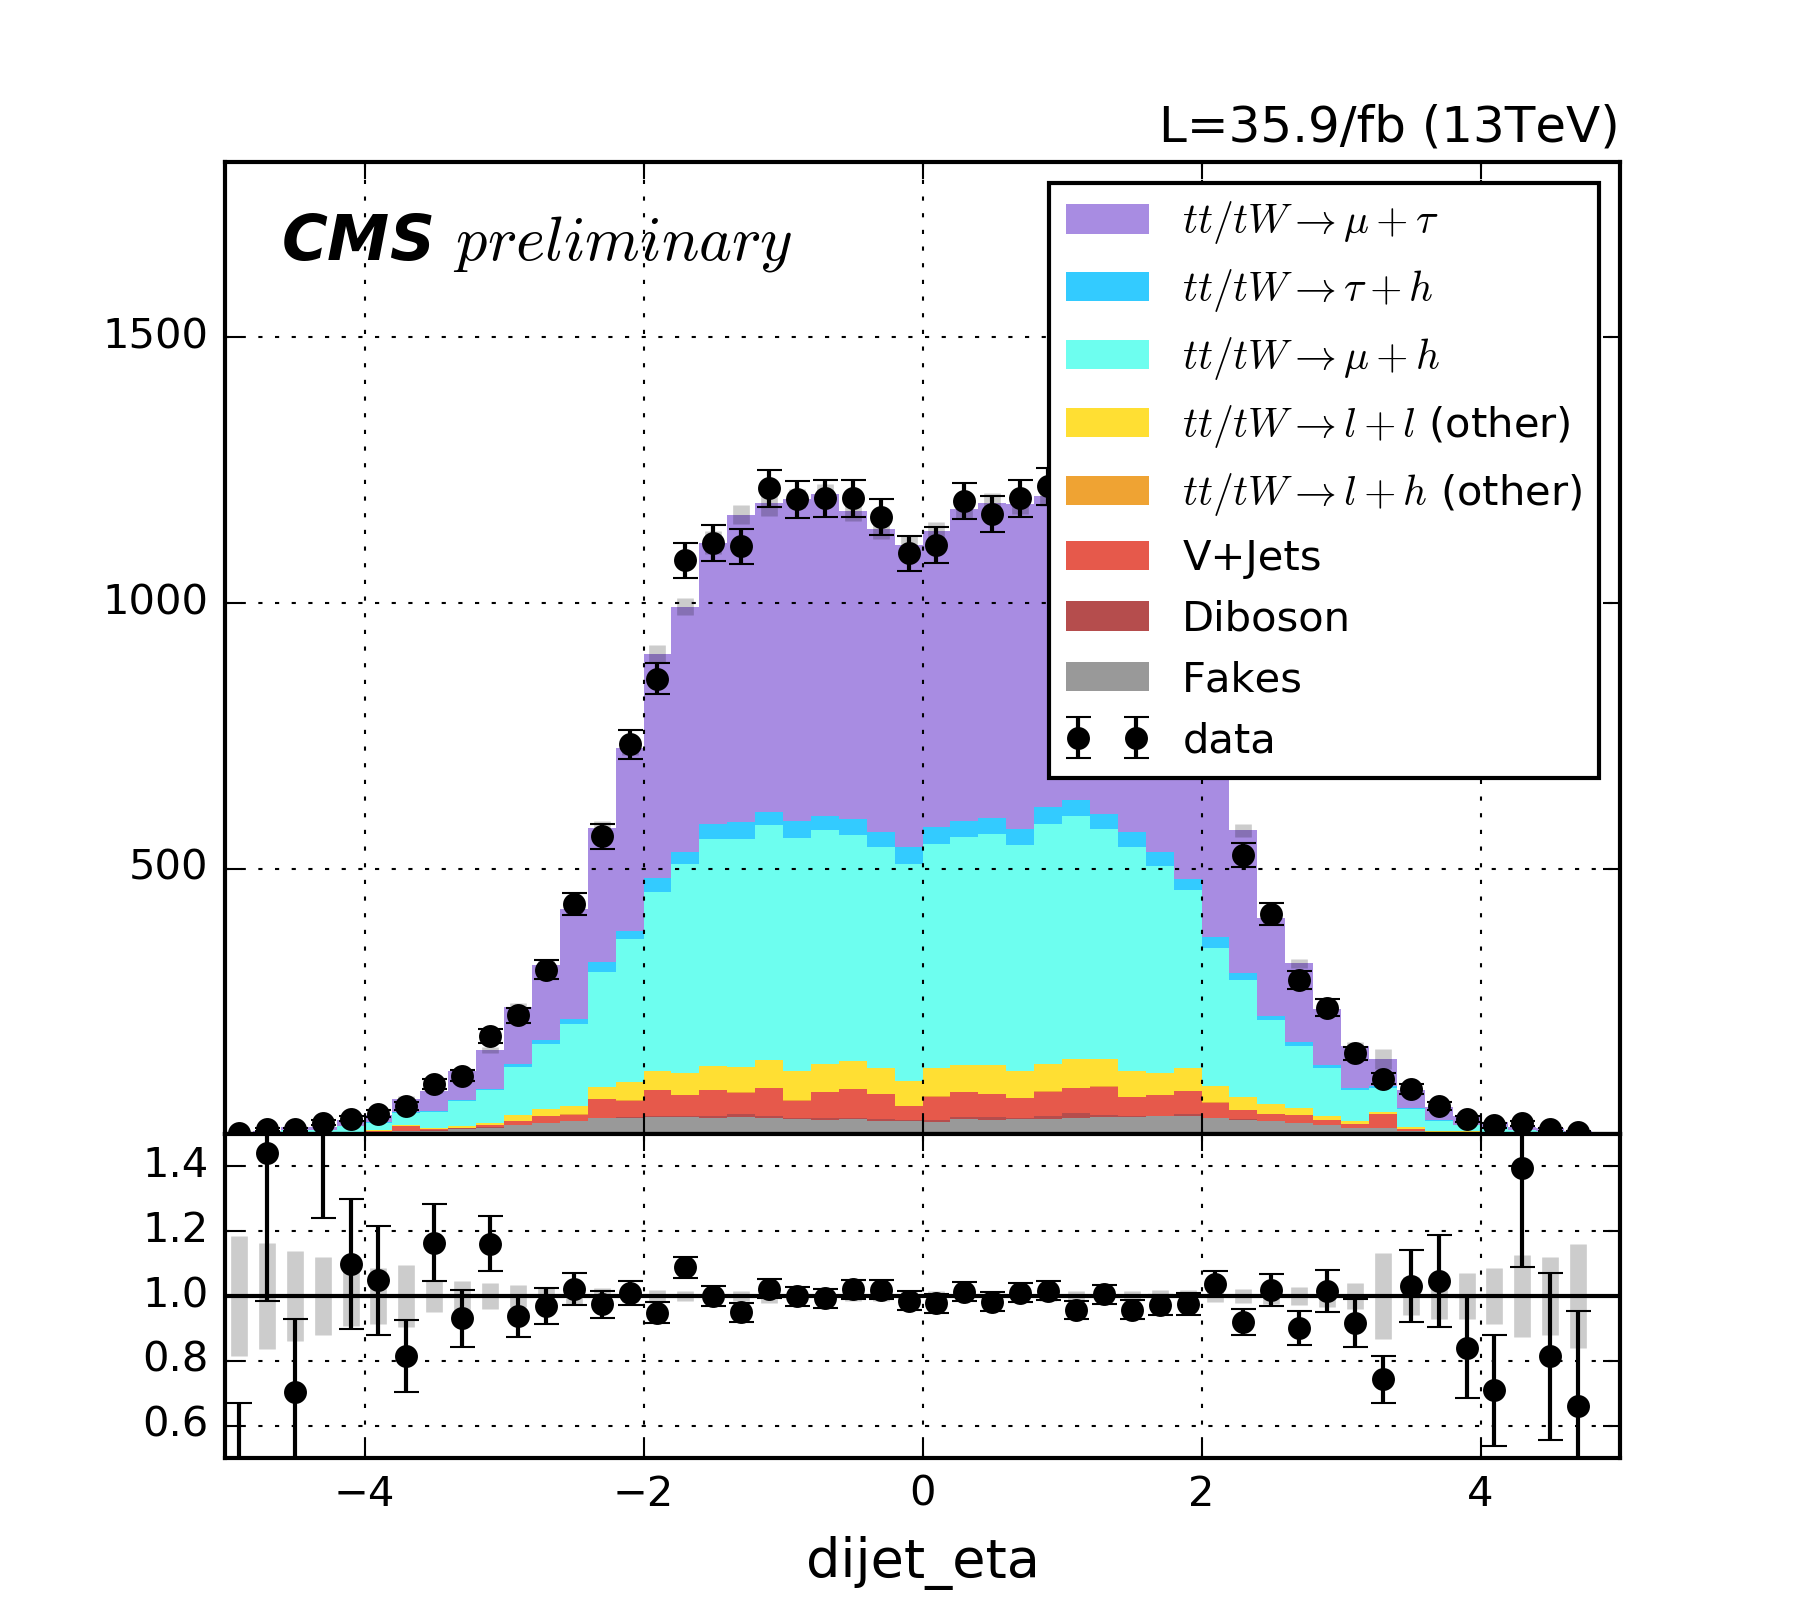 L=35.9/fb (13TeV)
CMS preliminary
tt/tW→μ+τ
tt/tW→τ+h
tt/tW→μ+h
tt/tW→l+l (other)
tt/tW→l+h (other)
V+Jets
Diboson
Fakes
data
1500
1000
500
1.4
1.2
1.0
0.8
0.6
−4 −2 0 2 4
dijet_eta